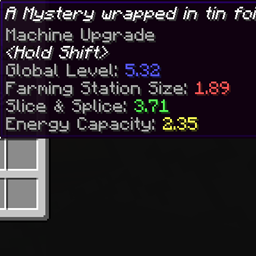 A Mystery wrapped in tin foi
Machine Upgrade
<Hold Shift>
Global Level: 5.32
Farming Station Size: 1.89
Slice & Splice: 3.71
Energy Capacity: 2.35